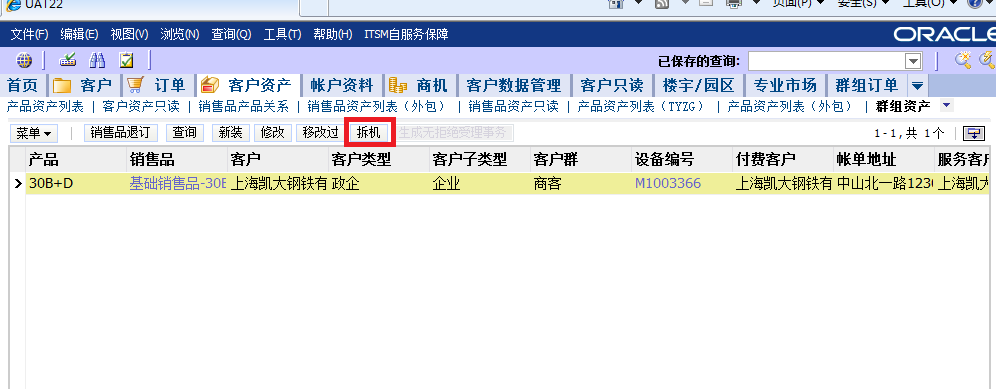 UAT22
页面(P) 安全(S) 工具(O)
文件(F) 编辑(E) 视图(V) 浏览(N) 查询(Q) 工具(T) 帮助(H) ITSM自服务保障 ORACLE
已保存的查询:
首页 客户 订单 客户资产 帐户资料 商机 客户数据管理 客户只读 楼宇/园区 专业市场 群组订单
产品资产列表 | 客户资产只读 | 销售品产品关系 | 销售品资产列表(外包) | 销售品资产只读 | 产品资产列表(TYZG) | 产品资产列表(外包) | 群组资产
菜单 销售品退订 查询 新装 修改 移改过 拆机 生成无拒绝受理事务 1-1,共 1个
产品 销售品 客户 客户类型 客户子类型 客户群 设备编号 付费客户 帐单地址 服务客户
30B+D 基础销售品-30B 上海凯大钢铁有 政企 企业 商客 M1003366 上海凯大钢铁有 中山北一路1230 上海凯大